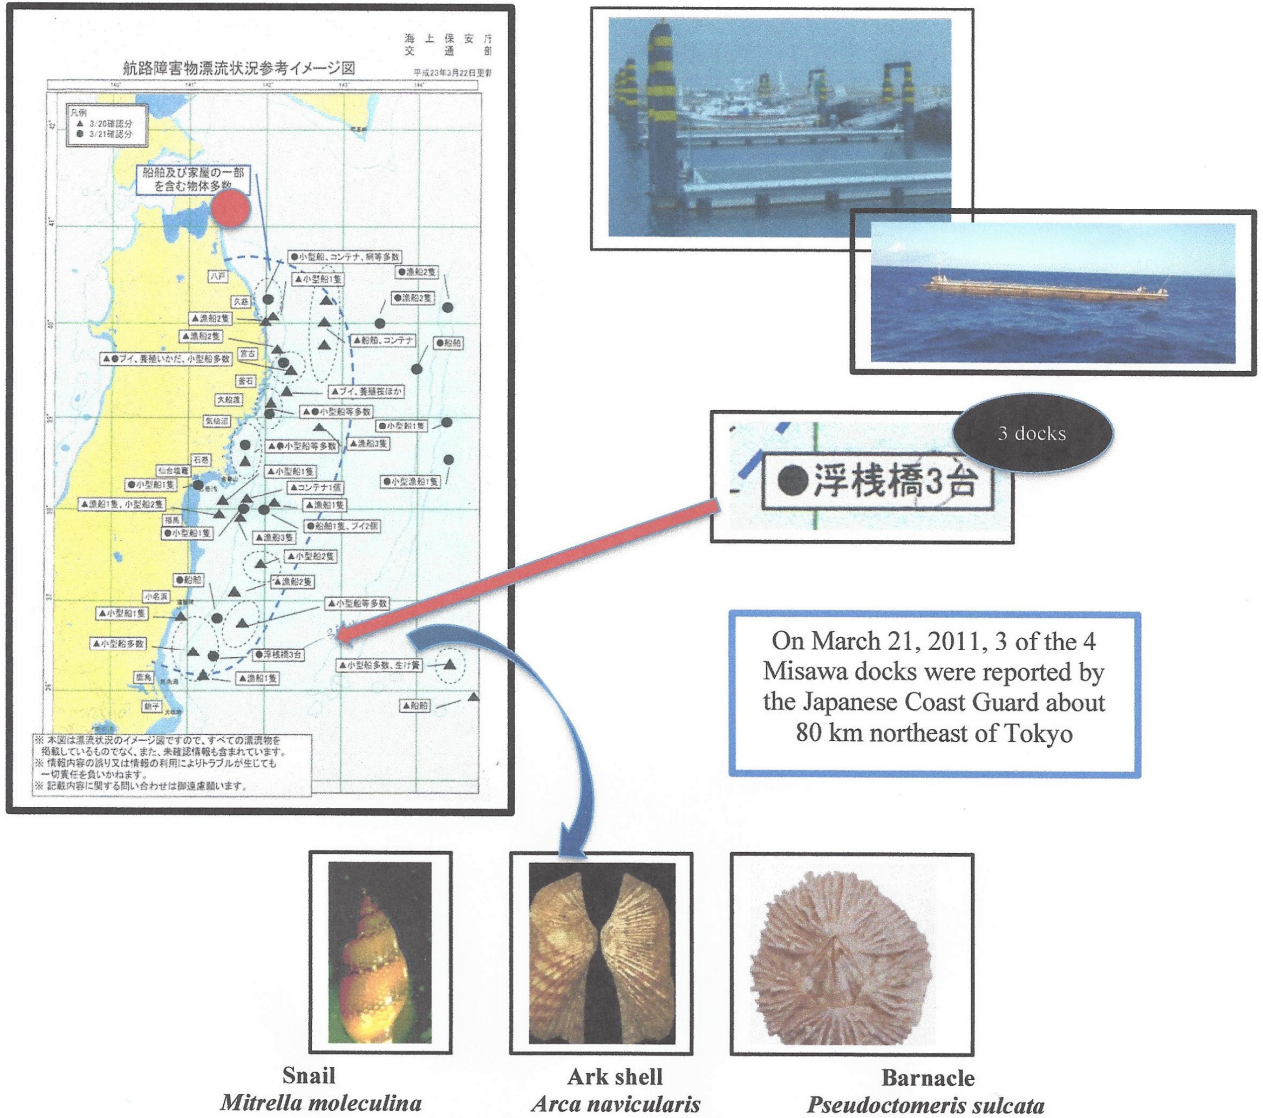 海上保安庁
交通部
航路障害物漂流状況参考イメージ図
平成23年3月22日更新
140° 141° 142° 143° 144°
凡例
▲ 3/20確認分
● 3/21確認分
船舶及び家屋の一部
を含む物体多数
42°
41°
●小型船、コンテナ、網等多数
●漁船2隻
八戸
▲小型船1隻
久慈
●漁船2隻
▲漁船2隻
40°
▲漁船2隻
▲船舶、コンテナ
●船舶
宮古
▲●ブイ、養殖いかだ、小型船多数
釜石
▲ブイ、養殖筏ほか
大船渡
▲●小型船等多数
気仙沼
●小型船1隻
▲●小型船等多数
▲漁船3隻
石巻
仙台塩竈
▲小型船1隻
●小型船1隻
▲コンテナ1個
●小型漁船1隻
▲漁船1隻、小型船2隻
▲漁船1隻
相馬
●船舶1隻、ブイ2個
●小型船1隻
▲漁船3隻
▲小型船2隻
●船舶
▲漁船2隻
小名浜
▲小型船1隻
▲小型船等多数
37°
▲小型船多数
●浮桟橋3台
▲小型船多数、生け簀
鹿島
▲漁船1隻
36°
銚子
▲船舶
※ 本図は漂流状況のイメージ図ですので、すべての漂流物を
掲載しているものでなく、また、未確認情報も含まれています。
※ 情報内容の誤り又は情報の利用によりトラブルが生じても
一切責任を負いかねます。
※ 記載内容に関する問い合わせは御遠慮願います。
3 docks
●浮桟橋3台
On March 21, 2011, 3 of the 4
Misawa docks were reported by
the Japanese Coast Guard about
80 km northeast of Tokyo
Snail
Mitrella moleculina
Ark shell
Arca navicularis
Barnacle
Pseudoctomeris sulcata